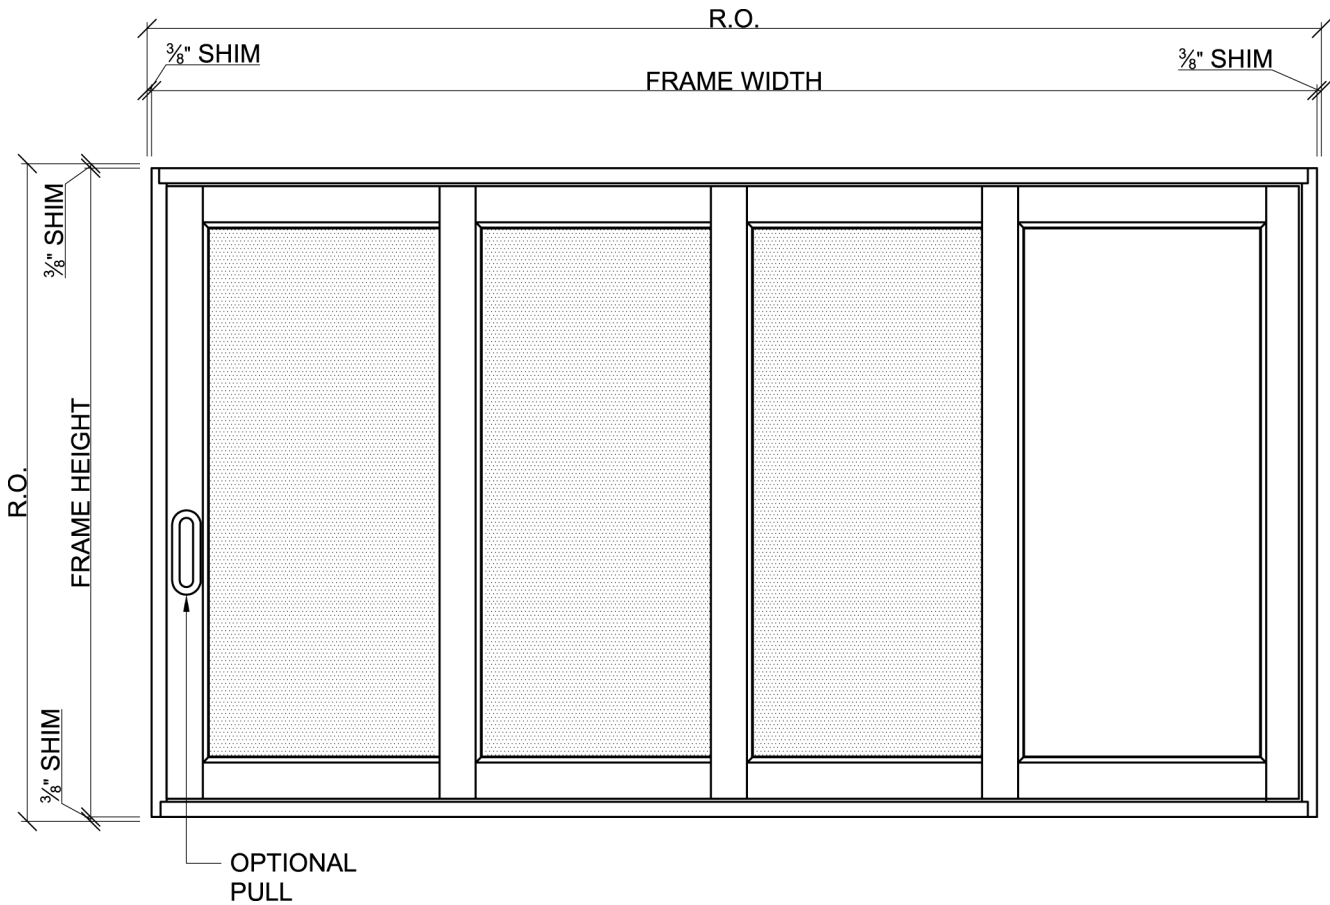 R.O.
⅜" SHIM
⅜" SHIM
FRAME WIDTH
⅜" SHIM
FRAME HEIGHT
R.O.
⅜" SHIM
OPTIONAL
PULL